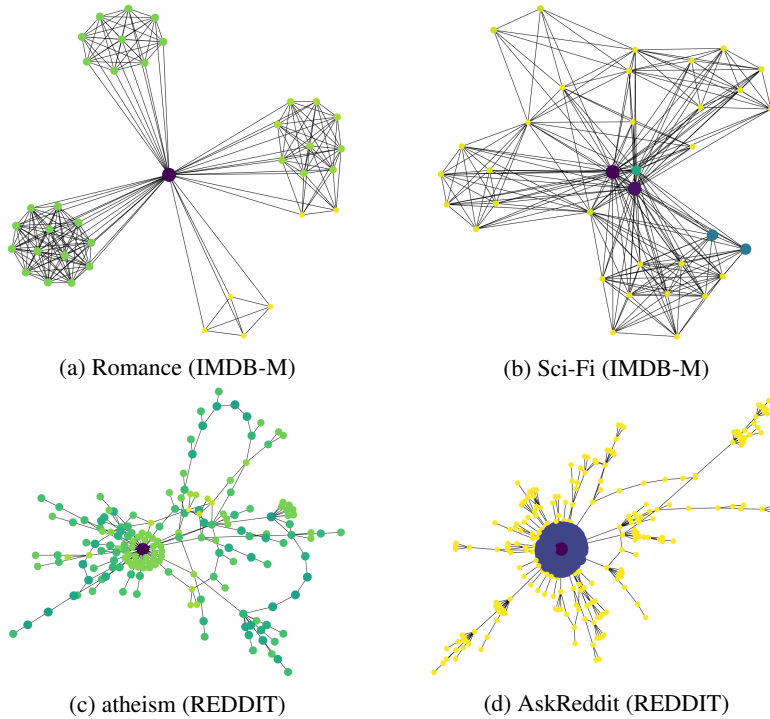 (a) Romance (IMDB-M)
(b) Sci-Fi (IMDB-M)
(c) atheism (REDDIT)
(d) AskReddit (REDDIT)